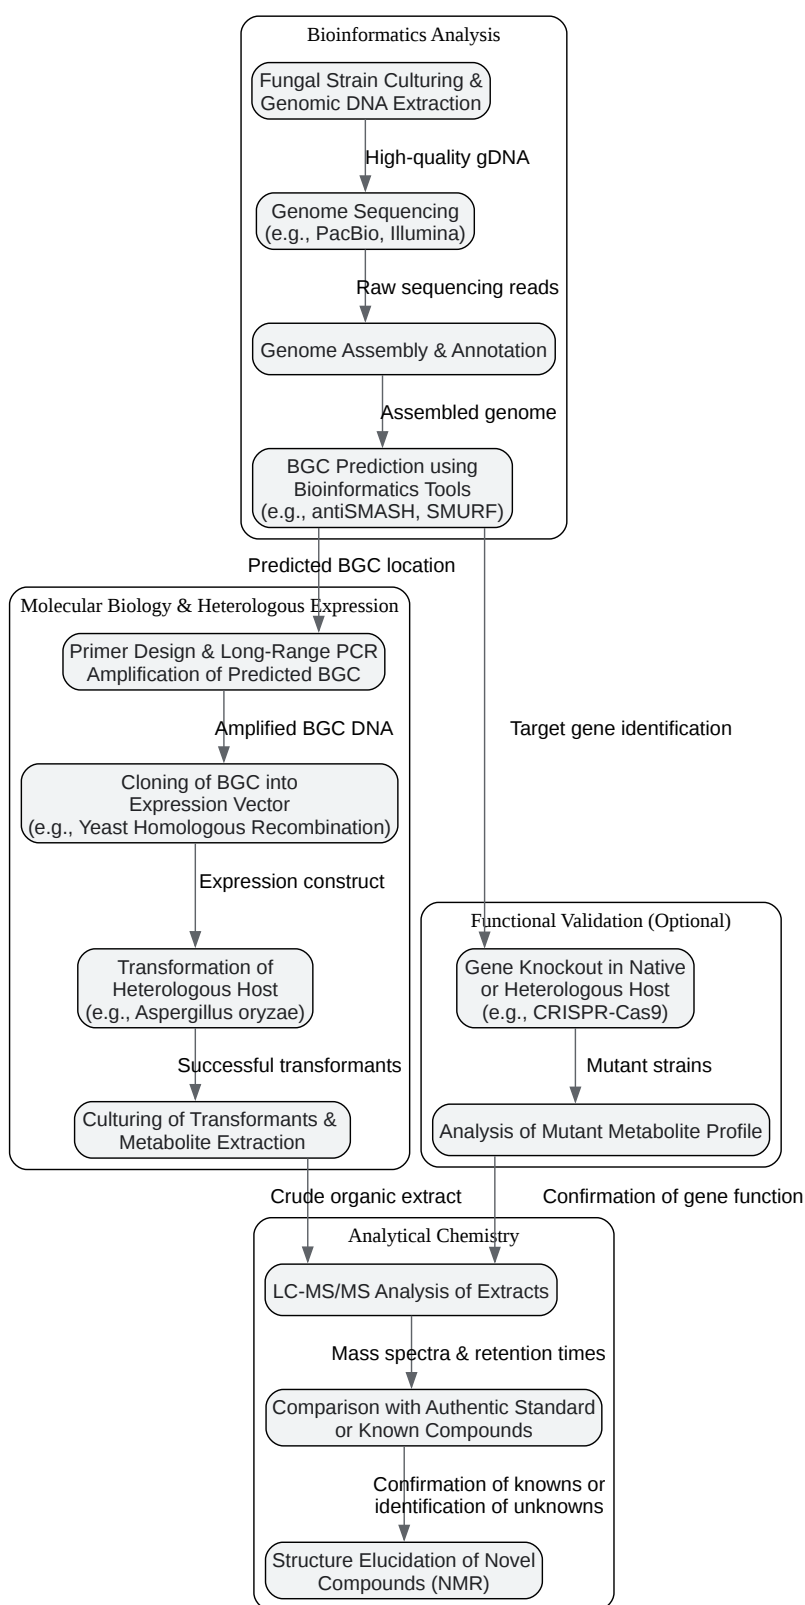 Bioinformatics Analysis
Fungal Strain Culturing &
Genomic DNA Extraction
High-quality gDNA
Genome Sequencing
(e.g., PacBio, Illumina)
Raw sequencing reads
Genome Assembly & Annotation
Assembled genome
BGC Prediction using
Bioinformatics Tools
(e.g., antiSMASH, SMURF)
Predicted BGC location
Molecular Biology & Heterologous Expression
Primer Design & Long-Range PCR
Amplification of Predicted BGC
Amplified BGC DNA
Target gene identification
Cloning of BGC into
Expression Vector
(e.g., Yeast Homologous Recombination)
Expression construct
Transformation of
Heterologous Host
(e.g., Aspergillus oryzae)
Successful transformants
Culturing of Transformants &
Metabolite Extraction
Functional Validation (Optional)
Gene Knockout in Native
or Heterologous Host
(e.g., CRISPR-Cas9)
Mutant strains
Analysis of Mutant Metabolite Profile
Crude organic extract
Confirmation of gene function
Analytical Chemistry
LC-MS/MS Analysis of Extracts
Mass spectra & retention times
Comparison with Authentic Standard
or Known Compounds
Confirmation of knowns or
identification of unknowns
Structure Elucidation of Novel
Compounds (NMR)